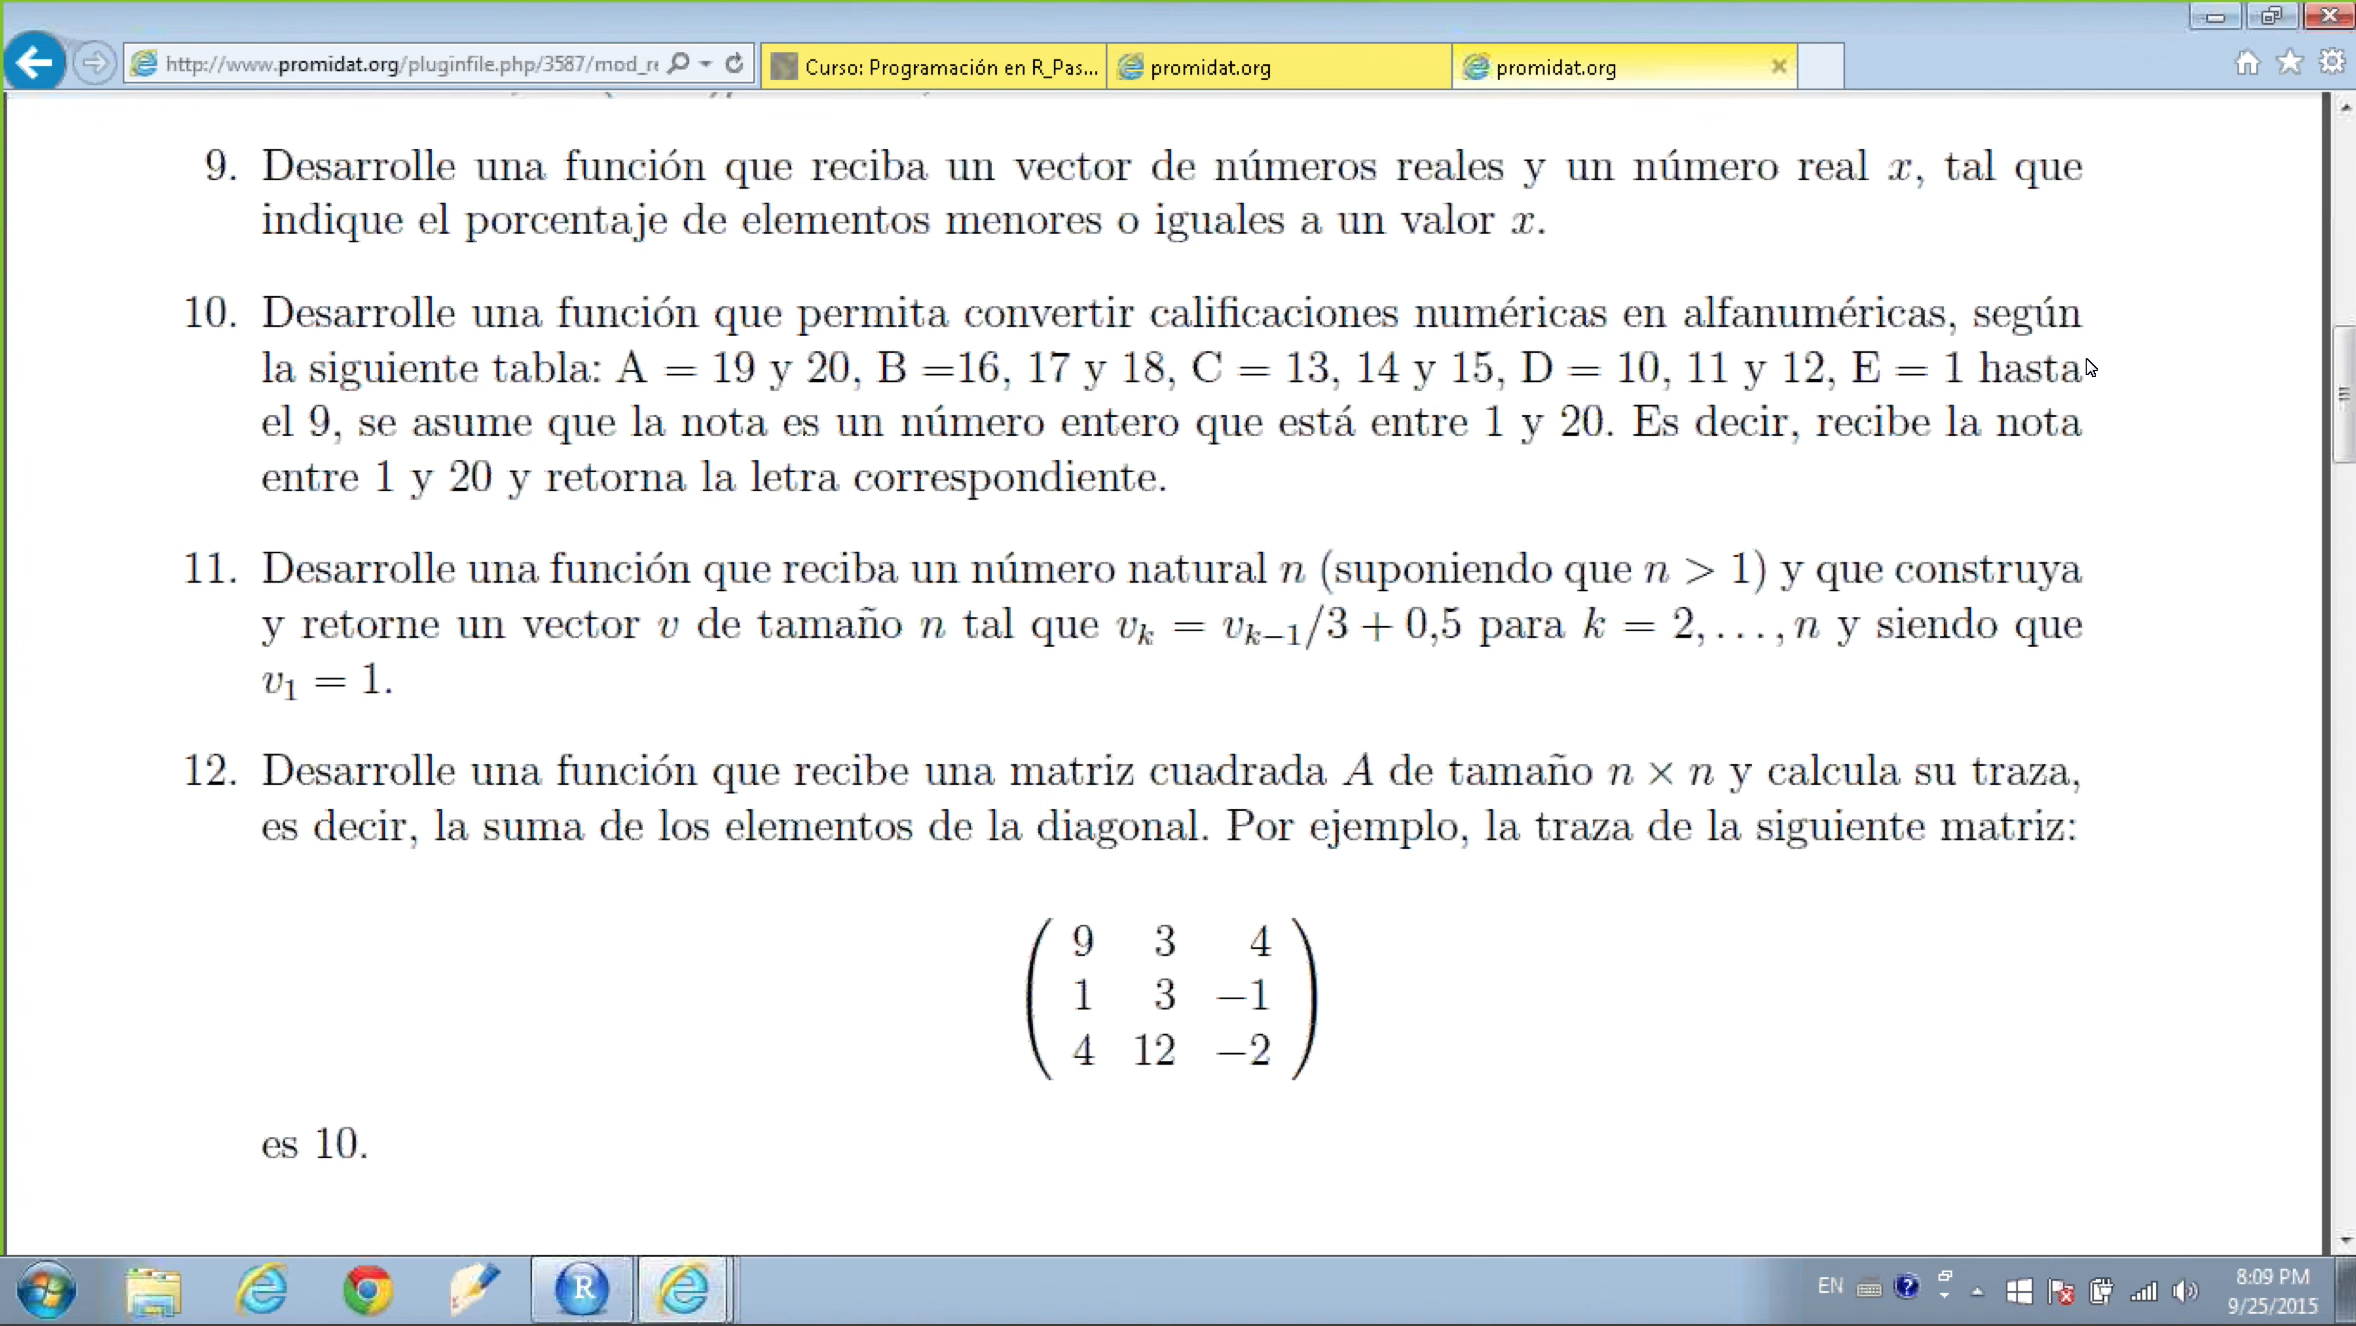 http://www.promidat.org/pluginfile.php/3587/mod_re
Curso: Programación en R_Pas...
promidat.org
promidat.org
9. Desarrolle una función que reciba un vector de números reales y un número real x, tal que
indique el porcentaje de elementos menores o iguales a un valor x.
10. Desarrolle una función que permita convertir calificaciones numéricas en alfanuméricas, según
la siguiente tabla: A = 19 y 20, B =16, 17 y 18, C = 13, 14 y 15, D = 10, 11 y 12, E = 1 hasta
el 9, se asume que la nota es un número entero que está entre 1 y 20. Es decir, recibe la nota
entre 1 y 20 y retorna la letra correspondiente.
11. Desarrolle una función que reciba un número natural n (suponiendo que n > 1) y que construya
y retorne un vector v de tamaño n tal que vₖ = vₖ₋₁/3 + 0,5 para k = 2, . . . , n y siendo que
v₁ = 1.
12. Desarrolle una función que recibe una matriz cuadrada A de tamaño n × n y calcula su traza,
es decir, la suma de los elementos de la diagonal. Por ejemplo, la traza de la siguiente matriz:
9 3 4
1 3 −1
4 12 −2
es 10.
R
EN
8:09 PM
9/25/2015